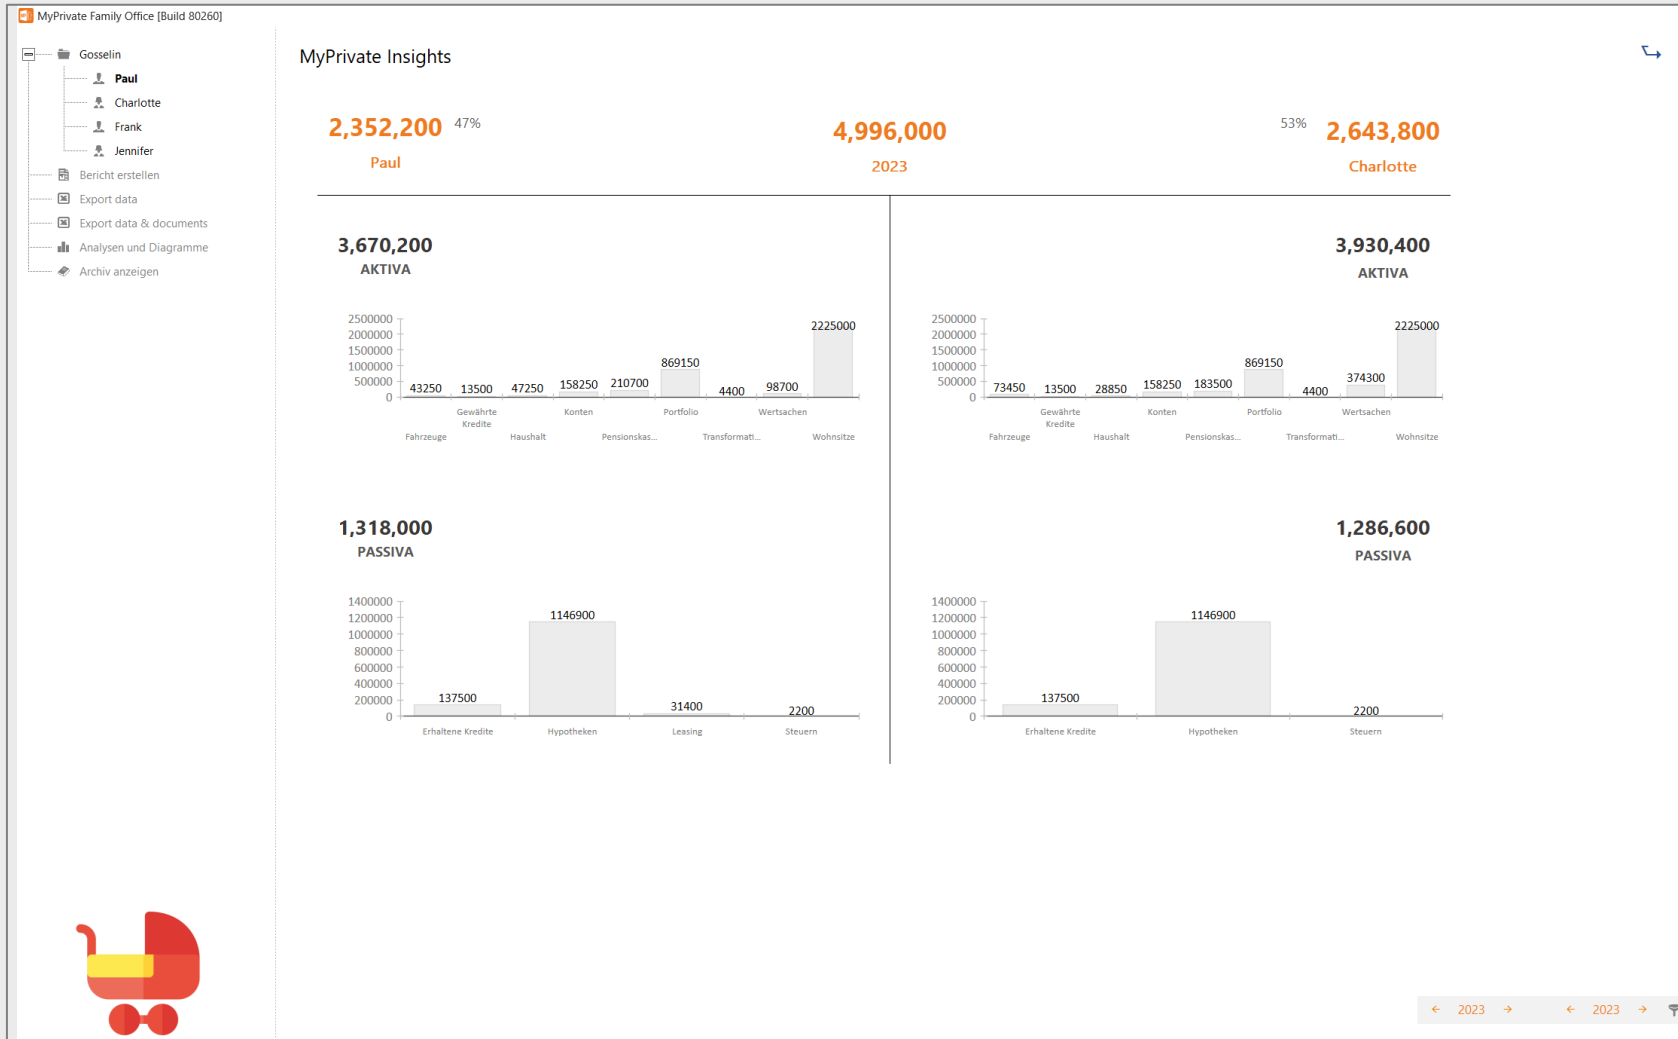 MyPrivate Family Office [Build 80260]
Gosselin
Paul
Charlotte
Frank
Jennifer
Bericht erstellen
Export data
Export data & documents
Analysen und Diagramme
Archiv anzeigen
MyPrivate Insights
2,352,200 47%
Paul
4,996,000
2023
53% 2,643,800
Charlotte
3,670,200
AKTIVA
2500000
2000000
1500000
1000000
500000
0
43250 13500 47250 158250 210700 869150 4400 98700 2225000
Gewährte Kredite Konten Portfolio Wertsachen
Fahrzeuge Haushalt Pensionskas... Transformati... Wohnsitze
3,930,400
AKTIVA
2500000
2000000
1500000
1000000
500000
0
73450 13500 28850 158250 183500 869150 4400 374300 2225000
Gewährte Kredite Konten Portfolio Wertsachen
Fahrzeuge Haushalt Pensionskas... Transformati... Wohnsitze
1,318,000
PASSIVA
1400000
1200000
1000000
800000
600000
400000
200000
0
137500 1146900 31400 2200
Erhaltene Kredite Hypotheken Leasing Steuern
1,286,600
PASSIVA
1400000
1200000
1000000
800000
600000
400000
200000
0
137500 1146900 2200
Erhaltene Kredite Hypotheken Steuern
← 2023 → ← 2023 →